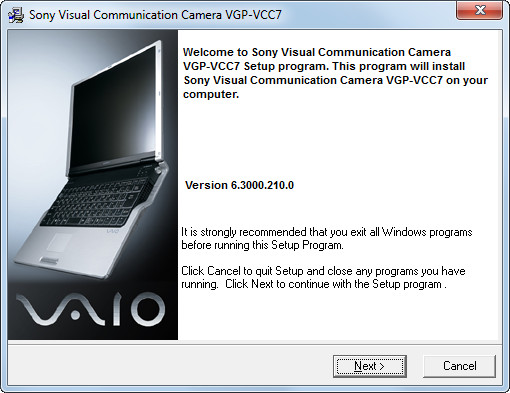 Sony Visual Communication Camera VGP-VCC7
Welcome to Sony Visual Communication Camera
VGP-VCC7 Setup program. This program will install
Sony Visual Communication Camera VGP-VCC7 on your
computer.
Version 6.3000.210.0
It is strongly recommended that you exit all Windows programs
before running this Setup Program.
Click Cancel to quit Setup and close any programs you have
running.  Click Next to continue with the Setup program .
VAIO
Next >
Cancel